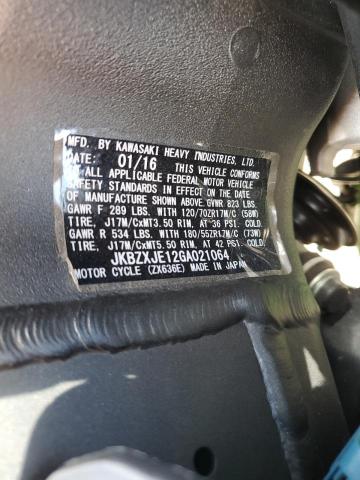 MFD. BY KAWASAKI HEAVY INDUSTRIES, LTD.
DATE: 01/16 THIS VEHICLE CONFORMS
TO ALL APPLICABLE FEDERAL MOTOR VEHICLE
SAFETY STANDARDS IN EFFECT ON THE DATE
OF MANUFACTURE SHOWN ABOVE. GVWR 823 LBS.
GAWR F 289 LBS. WITH 120/70ZR17M/C (58W)
TIRE, J17M/CxMT3.50 RIM, AT 36 PSI. COLD.
GAWR R 534 LBS. WITH 180/55ZR17M/C (73W)
TIRE, J17M/CxMT5.50 RIM, AT 42 PSI. COLD.
JKBZXJE12GA021064
MOTOR CYCLE (ZX636E) MADE IN JAPAN